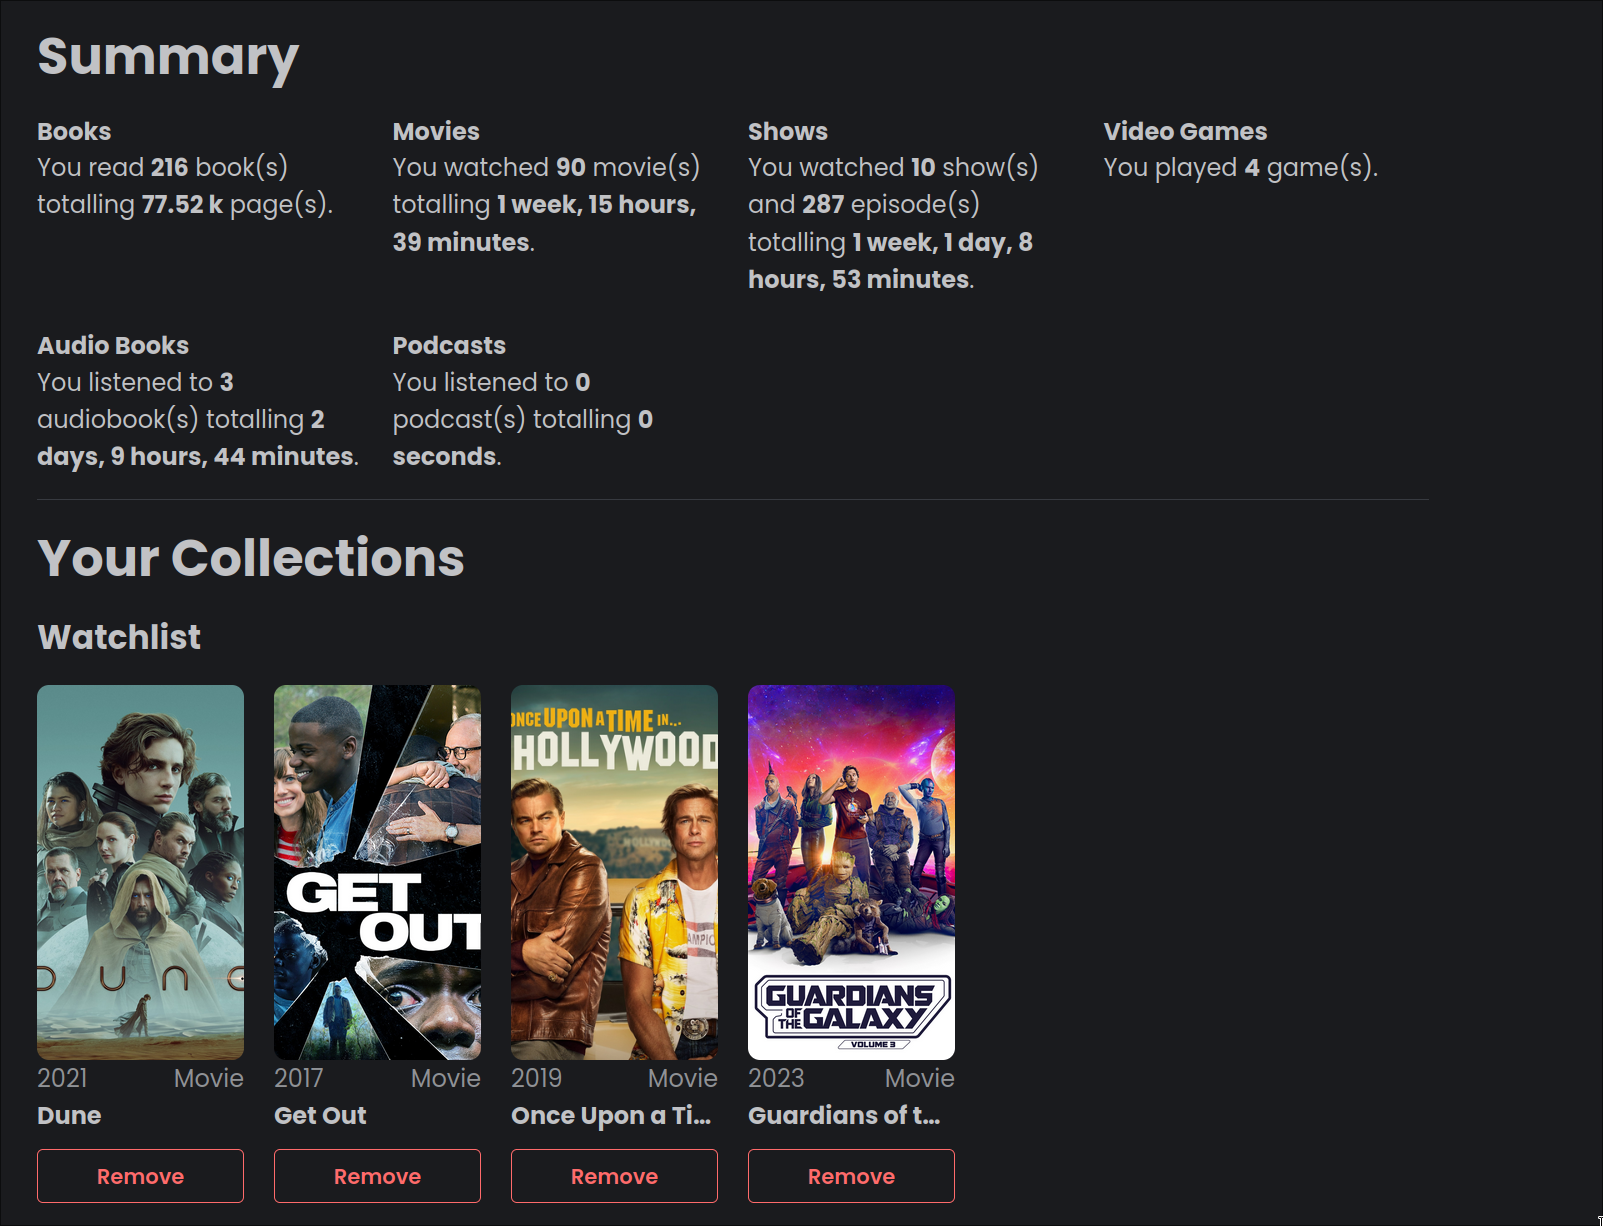 Summary
Books
You read 216 book(s)
totalling 77.52 k page(s).
Movies
You watched 90 movie(s)
totalling 1 week, 15 hours,
39 minutes.
Shows
You watched 10 show(s)
and 287 episode(s)
totalling 1 week, 1 day, 8
hours, 53 minutes.
Video Games
You played 4 game(s).
Audio Books
You listened to 3
audiobook(s) totalling 2
days, 9 hours, 44 minutes.
Podcasts
You listened to 0
podcast(s) totalling 0
seconds.
Your Collections
Watchlist
DUNE
GET
OUT
ONCE UPON A TIME IN...
HOLLYWOOD
HOLLYWO
AMPIO
GUARDIANS
OF THE GALAXY
VOLUME 3
2021 Movie
Dune
Remove
2017 Movie
Get Out
Remove
2019 Movie
Once Upon a Ti...
Remove
2023 Movie
Guardians of t...
Remove